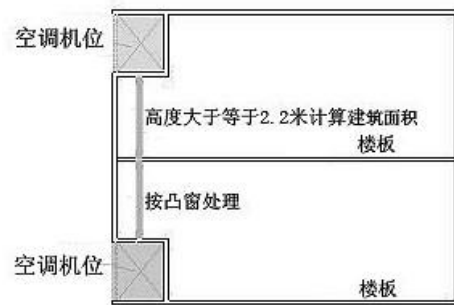 空调机位
高度大于等于2.2米计算建筑面积
楼板
按凸窗处理
空调机位
楼板